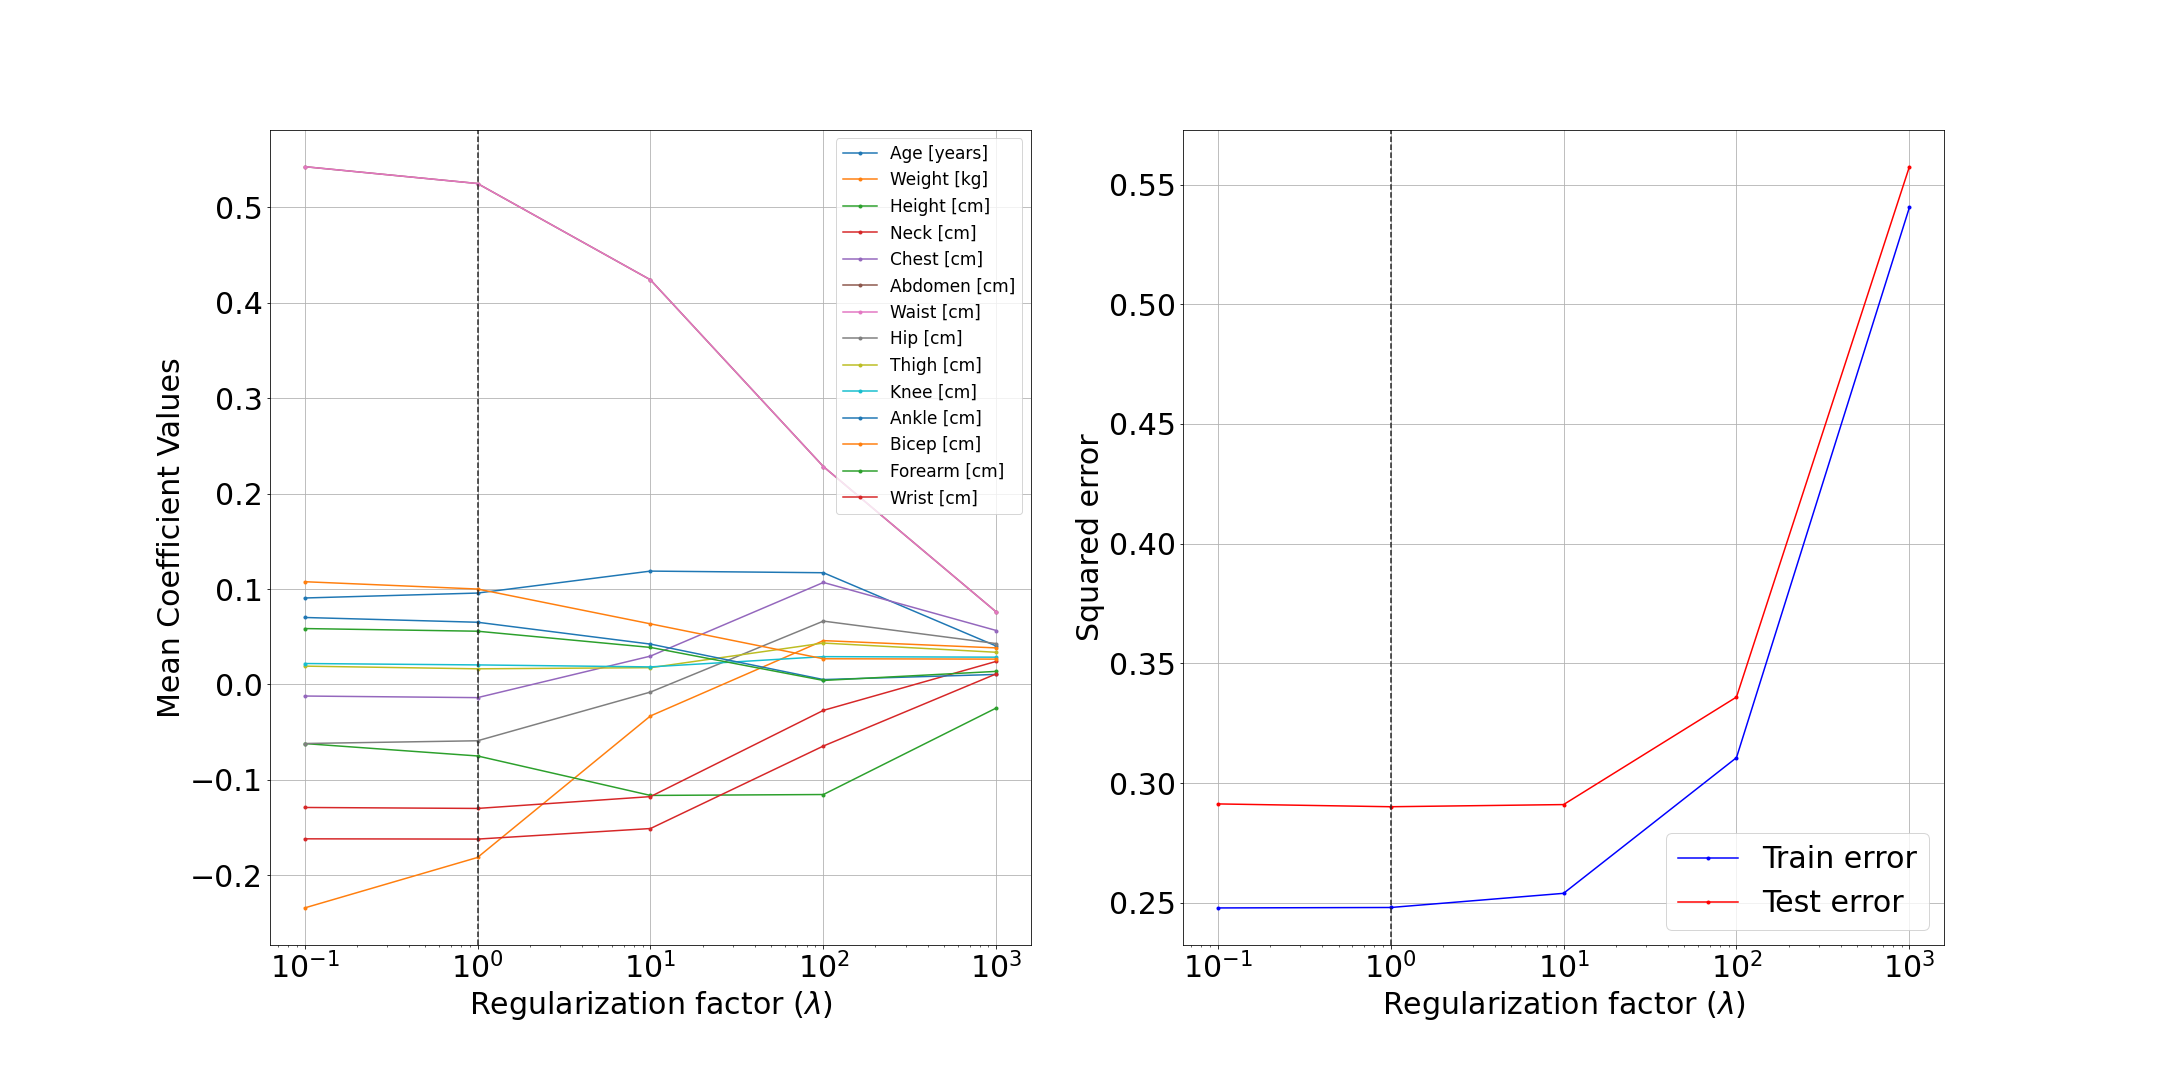 Mean Coefficient Values
0.5
0.4
0.3
0.2
0.1
0.0
−0.1
−0.2
10⁻¹
10⁰
10¹
10²
10³
Regularization factor (λ)
Age [years]
Weight [kg]
Height [cm]
Neck [cm]
Chest [cm]
Abdomen [cm]
Waist [cm]
Hip [cm]
Thigh [cm]
Knee [cm]
Ankle [cm]
Bicep [cm]
Forearm [cm]
Wrist [cm]
Squared error
0.55
0.50
0.45
0.40
0.35
0.30
0.25
10⁻¹
10⁰
10¹
10²
10³
Regularization factor (λ)
Train error
Test error